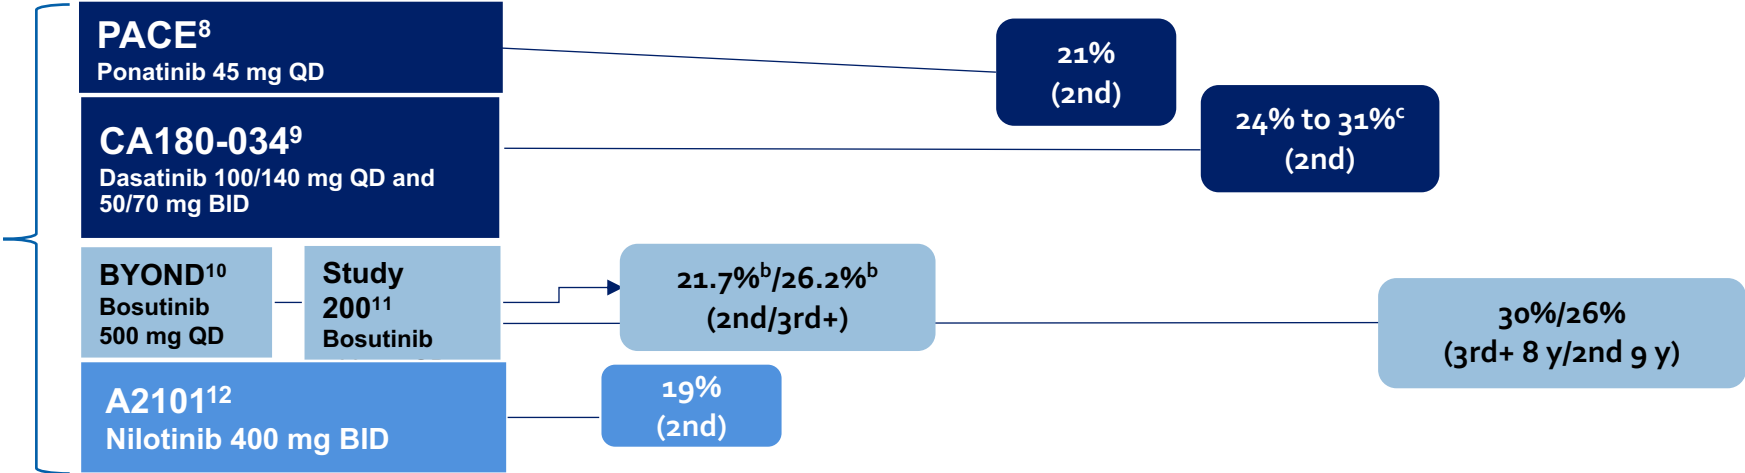 PACE⁸
Ponatinib 45 mg QD
21%
(2nd)
CA180-034⁹
Dasatinib 100/140 mg QD and
50/70 mg BID
24% to 31%ᶜ
(2nd)
BYOND¹⁰
Bosutinib
500 mg QD
Study
200¹¹
Bosutinib
21.7%ᵇ/26.2%ᵇ
(2nd/3rd+)
30%/26%
(3rd+ 8 y/2nd 9 y)
A2101¹²
Nilotinib 400 mg BID
19%
(2nd)